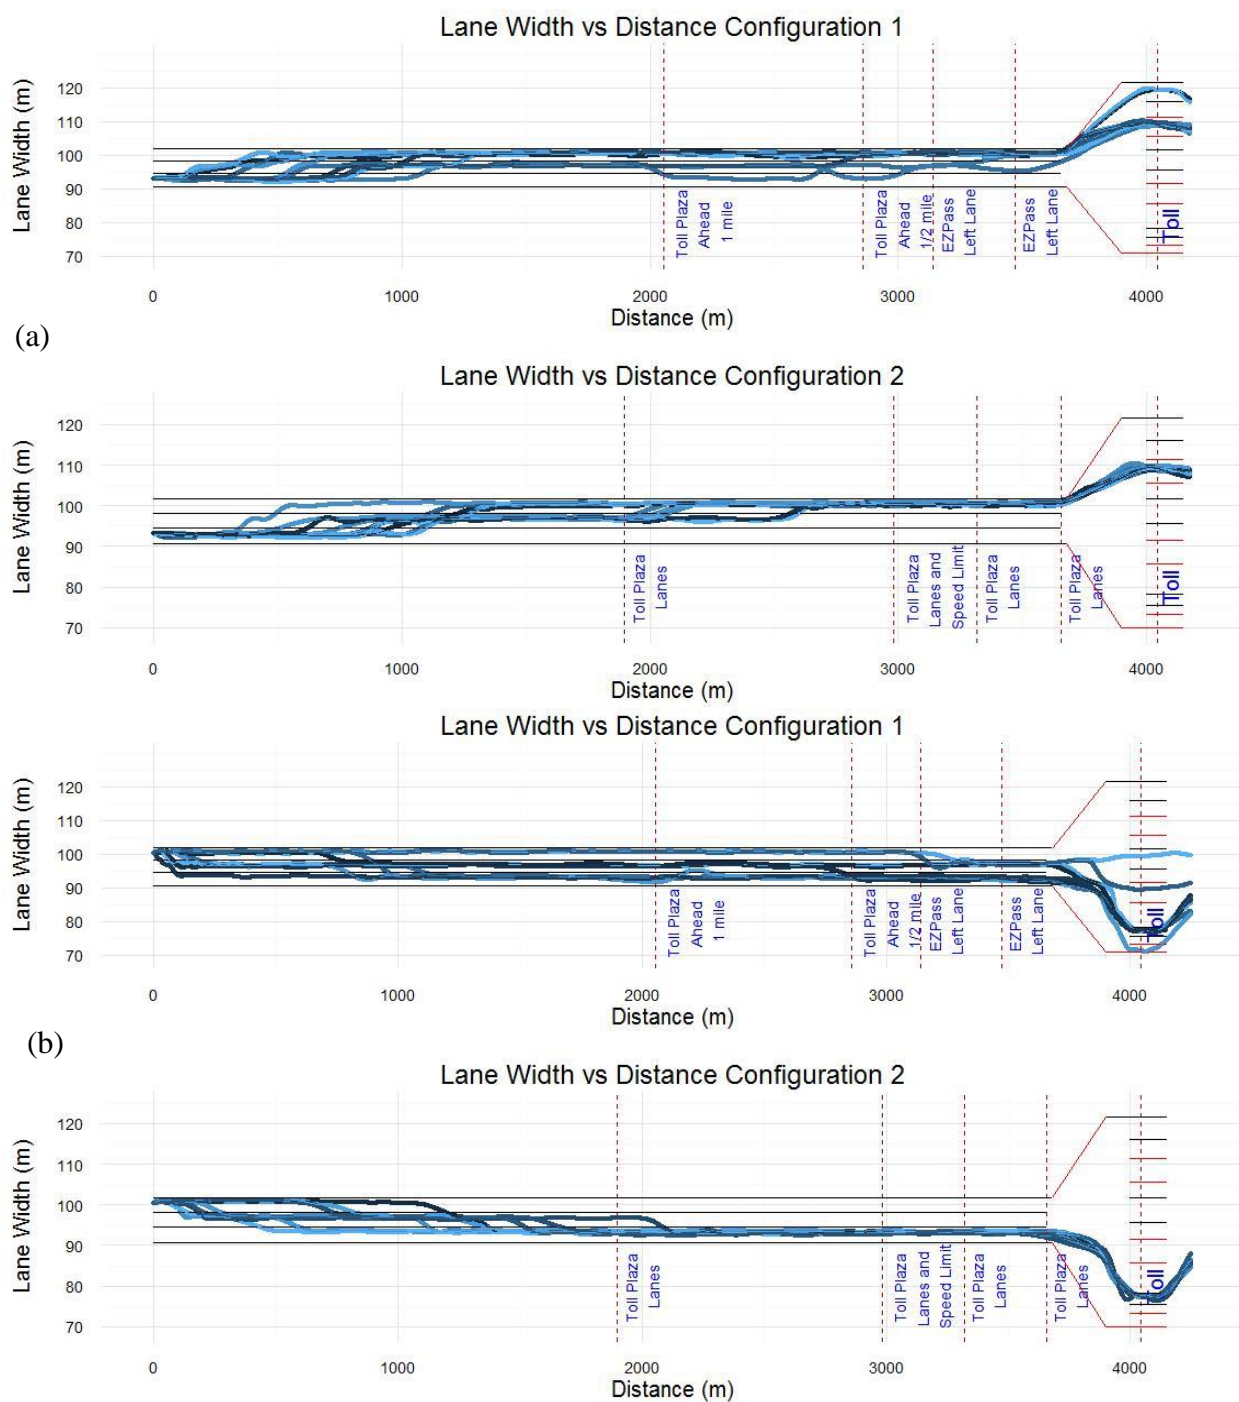 Lane Width vs Distance Configuration 1
Lane Width (m)
120
110
100
90
80
70
Toll Plaza
Ahead
1 mile
Toll Plaza
Ahead
1/2 mile
EZPass
Left Lane
EZPass
Left Lane
Toll
0
1000
2000
3000
4000
Distance (m)
(a)
Lane Width vs Distance Configuration 2
Lane Width (m)
120
110
100
90
80
70
Toll Plaza
Lanes
Toll Plaza
Lanes and
Speed Limit
Toll Plaza
Lanes
Toll Plaza
Lanes
Toll
0
1000
2000
3000
4000
Distance (m)
Lane Width vs Distance Configuration 1
Lane Width (m)
120
110
100
90
80
70
Toll Plaza
Ahead
1 mile
Toll Plaza
Ahead
1/2 mile
EZPass
Left Lane
EZPass
Left Lane
Toll
0
1000
2000
3000
4000
Distance (m)
(b)
Lane Width vs Distance Configuration 2
Lane Width (m)
120
110
100
90
80
70
Toll Plaza
Lanes
Toll Plaza
Lanes and
Speed Limit
Toll Plaza
Lanes
Toll Plaza
Lanes
Toll
0
1000
2000
3000
4000
Distance (m)